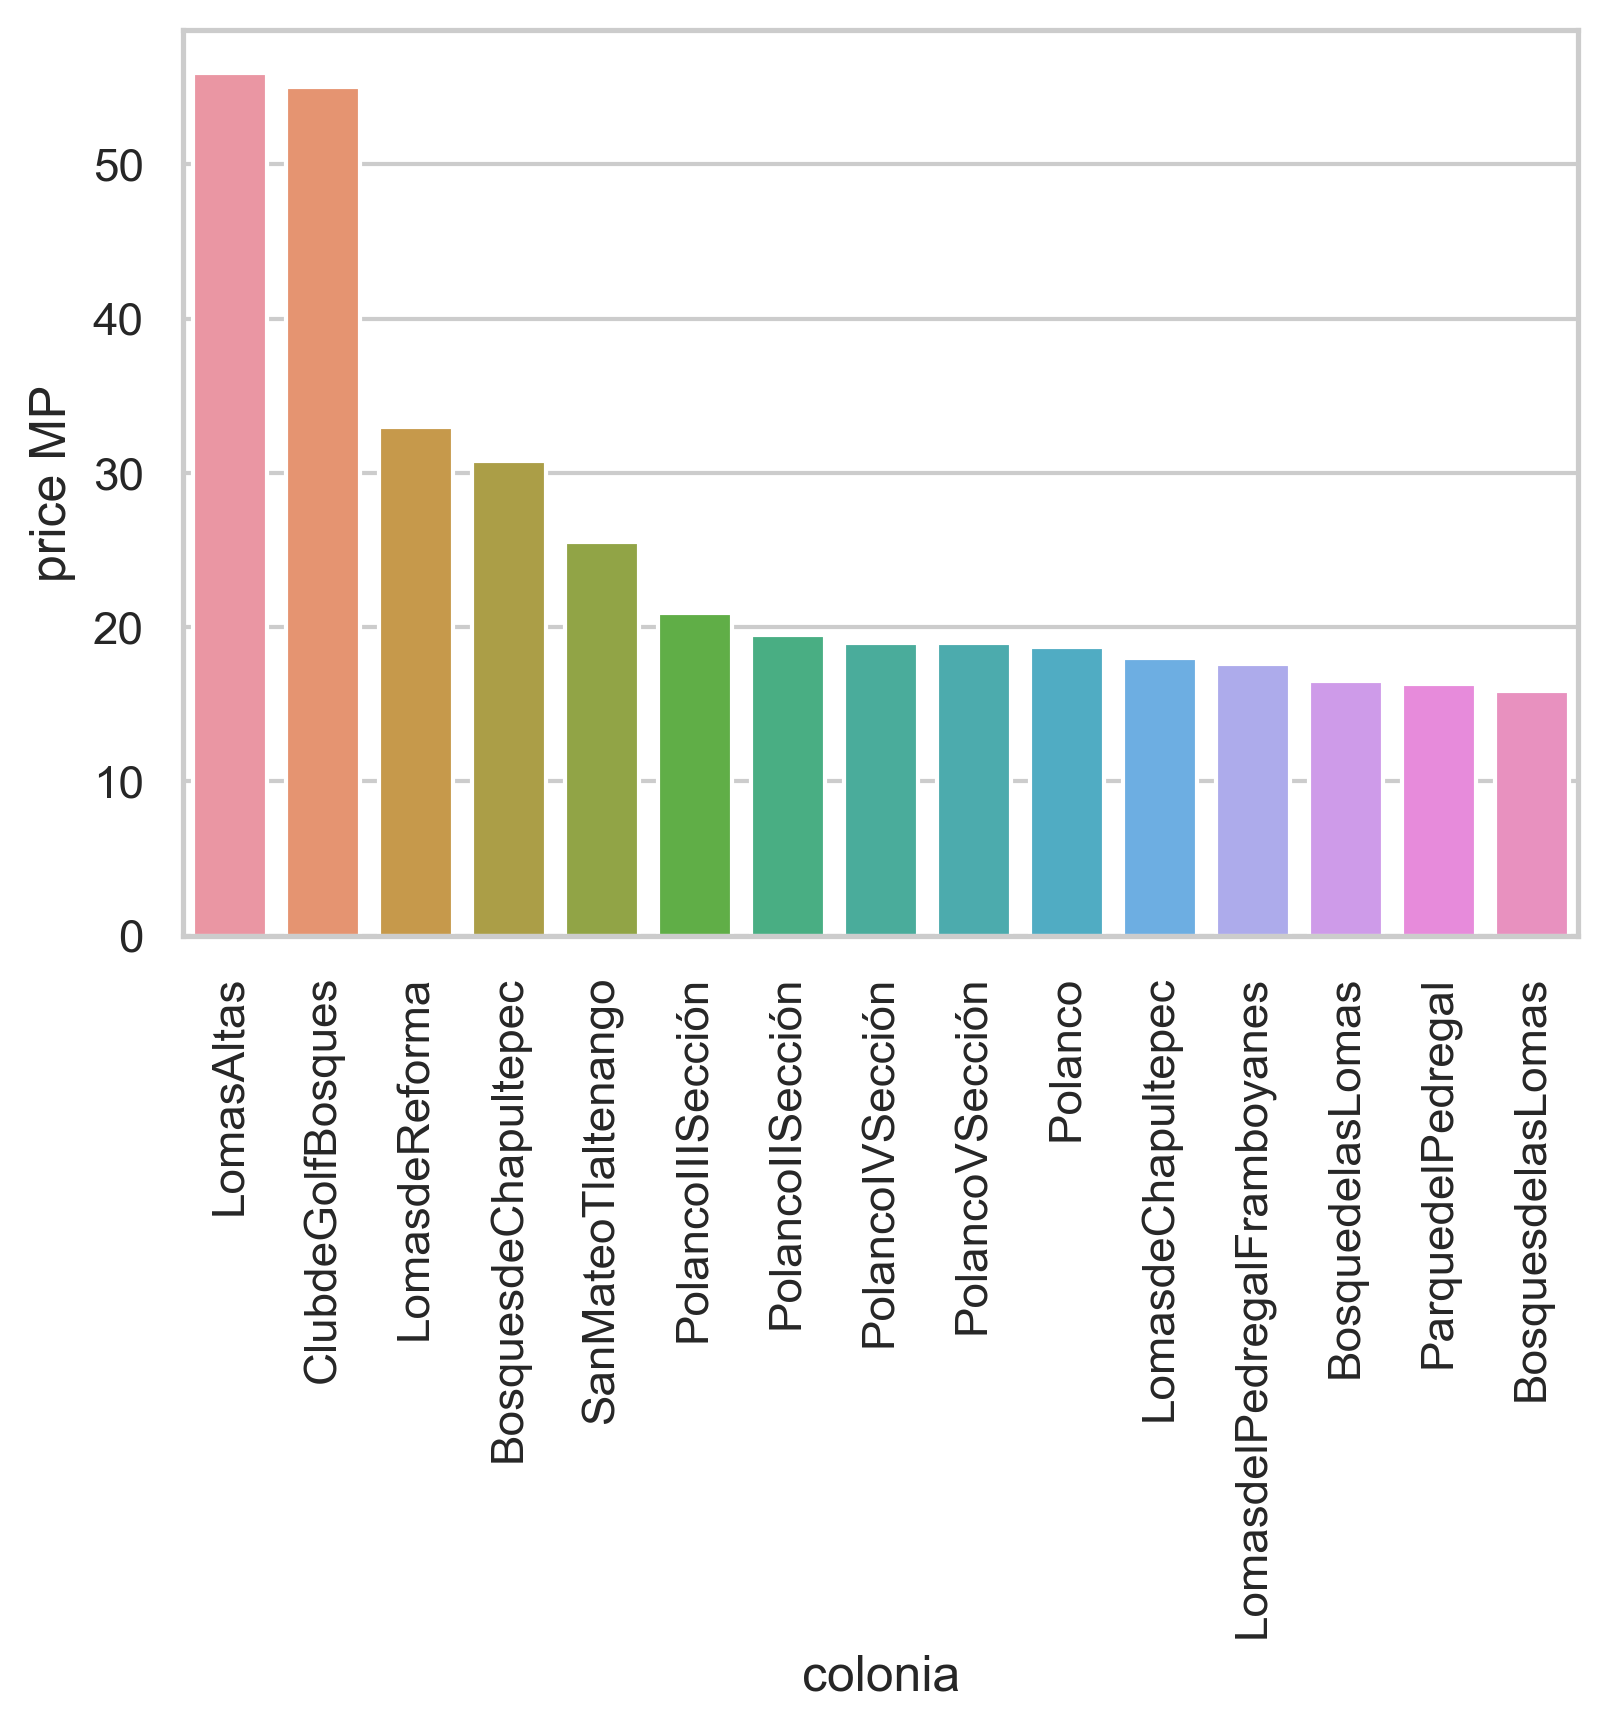 50
40
30
20
10
0
price MP
LomasAltas
ClubdeGolfBosques
LomasdeReforma
BosquesdeChapultepec
SanMateoTlaltenango
PolancoIIISección
PolancoIISección
PolancoIVSección
PolancoVSección
Polanco
LomasdeChapultepec
LomasdelPedregalFramboyanes
BosquedelasLomas
ParquedelPedregal
BosquesdelasLomas
colonia